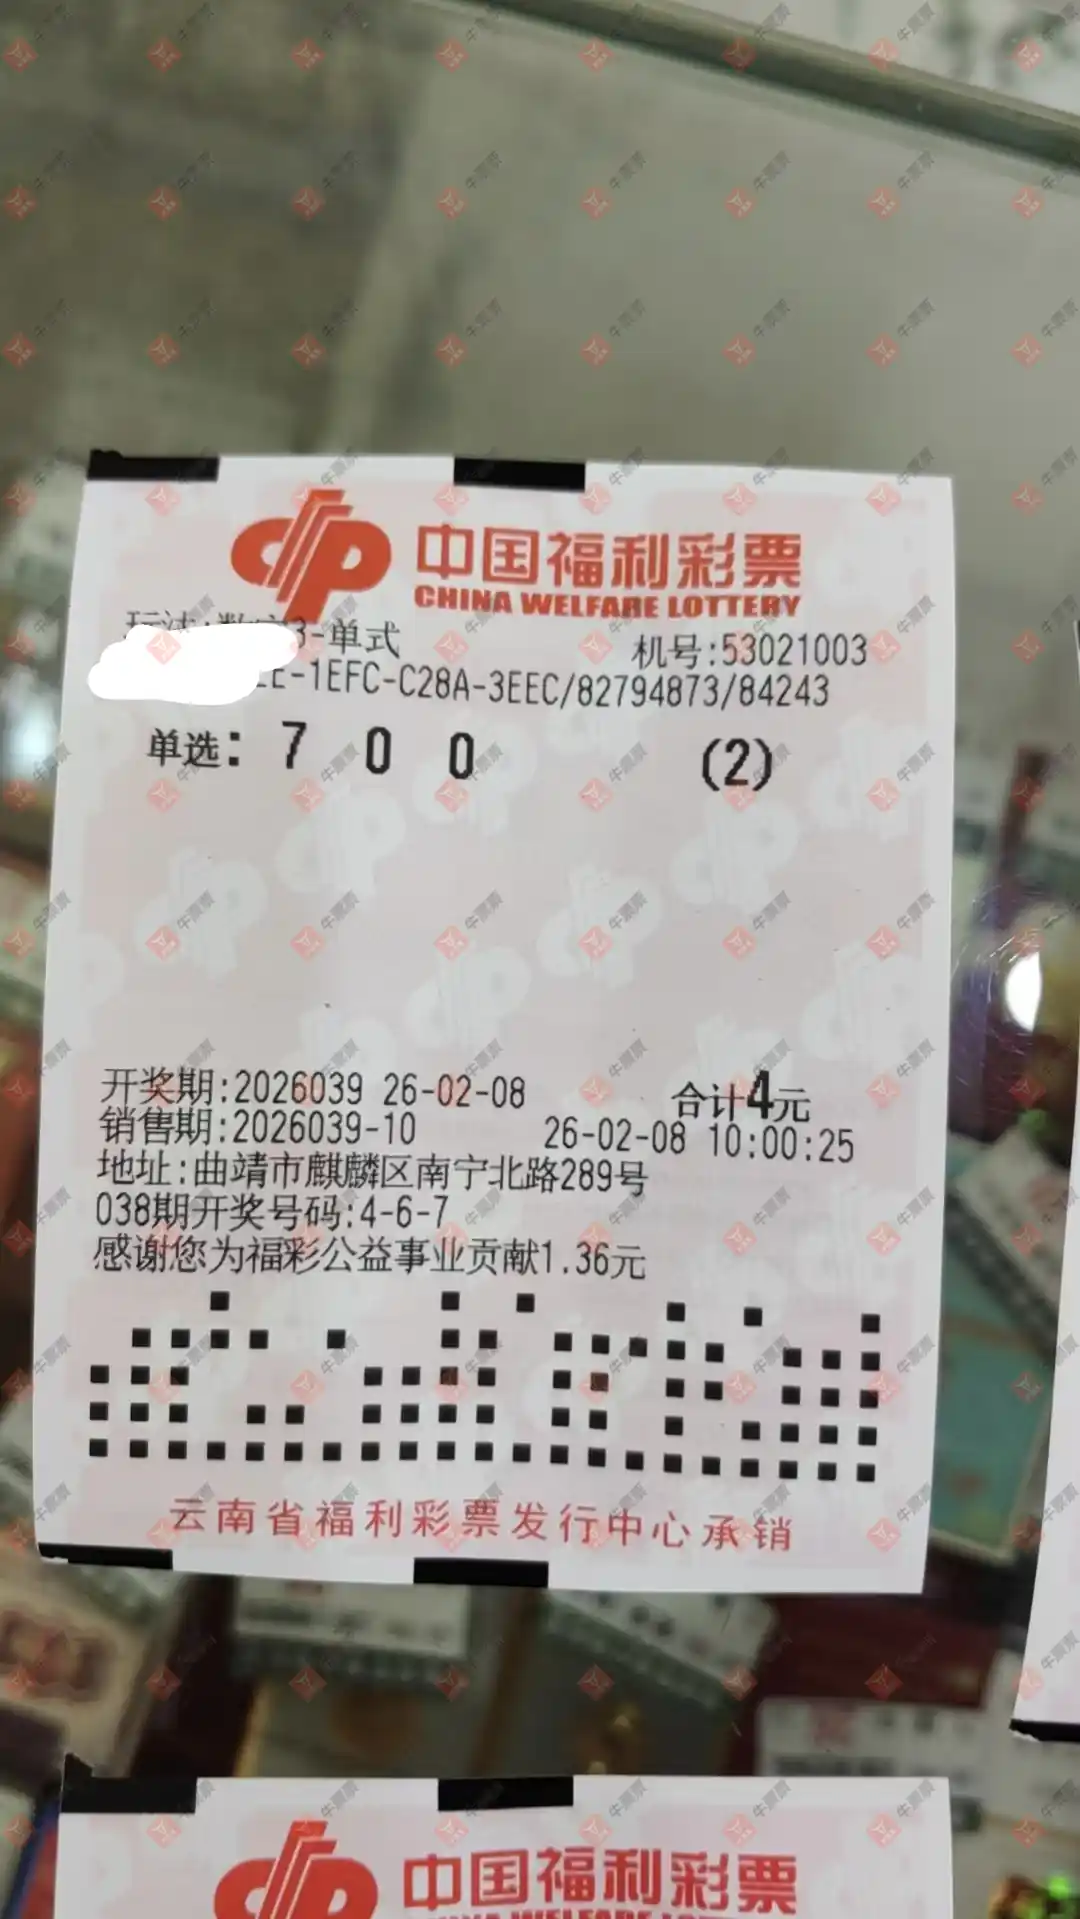 中国福利彩票
CHINA WELFARE LOTTERY
3-单式
机号:53021003
E-1EFC-C28A-3EEC/82794873/84243
单选: 7 0 0 (2)
开奖期:2026039 26-02-08 合计4元
销售期:2026039-10 26-02-08 10:00:25
地址:曲靖市麒麟区南宁北路289号
038期开奖号码:4-6-7
感谢您为福彩公益事业贡献1.36元
云南省福利彩票发行中心承销
中国福利彩票
牛票票